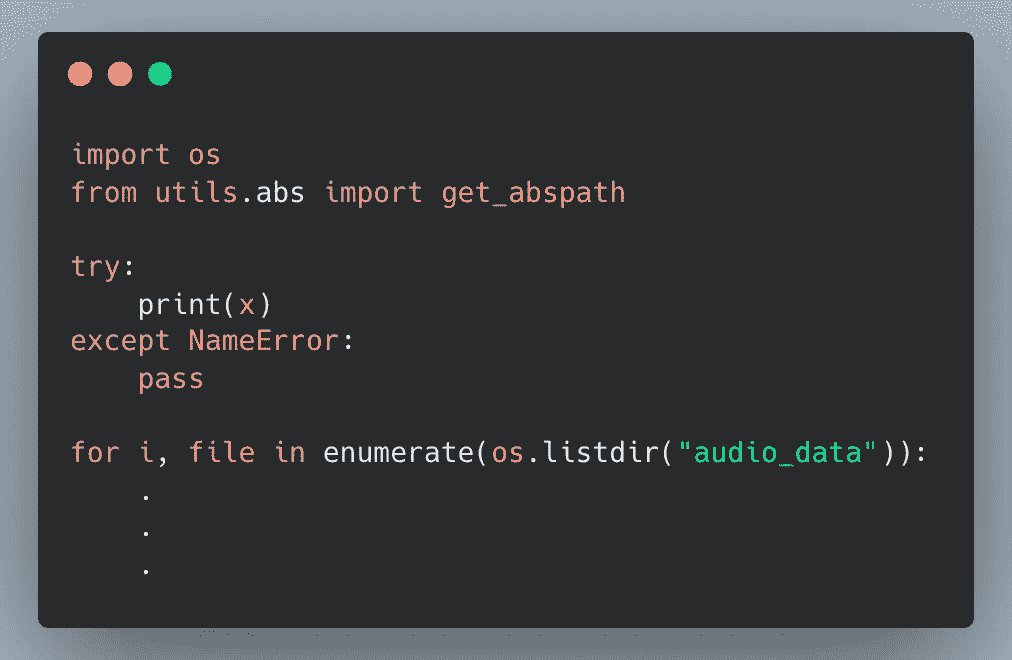 import os
from utils.abs import get_abspath
try:
    print(x)
except NameError:
    pass
for i, file in enumerate(os.listdir("audio_data")):
    .
    .
    .